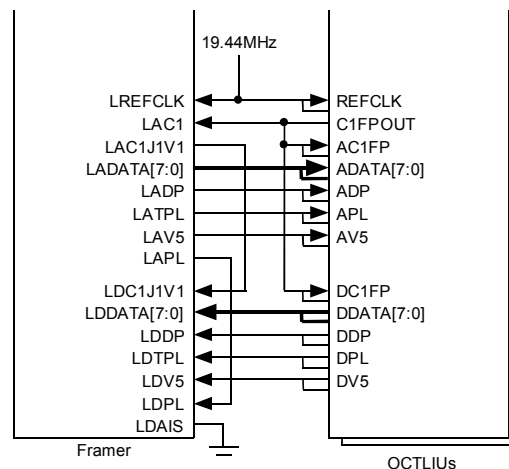 19.44MHz
LREFCLK REFCLK
LAC1 C1FPOUT
LAC1J1V1 AC1FP
LADATA[7:0] ADATA[7:0]
LADP ADP
LATPL APL
LAV5 AV5
LAPL
LDC1J1V1 DC1FP
LDDATA[7:0] DDATA[7:0]
LDDP DDP
LDTPL DPL
LDV5 DV5
LDPL
LDAIS
Framer
OCTLIUs